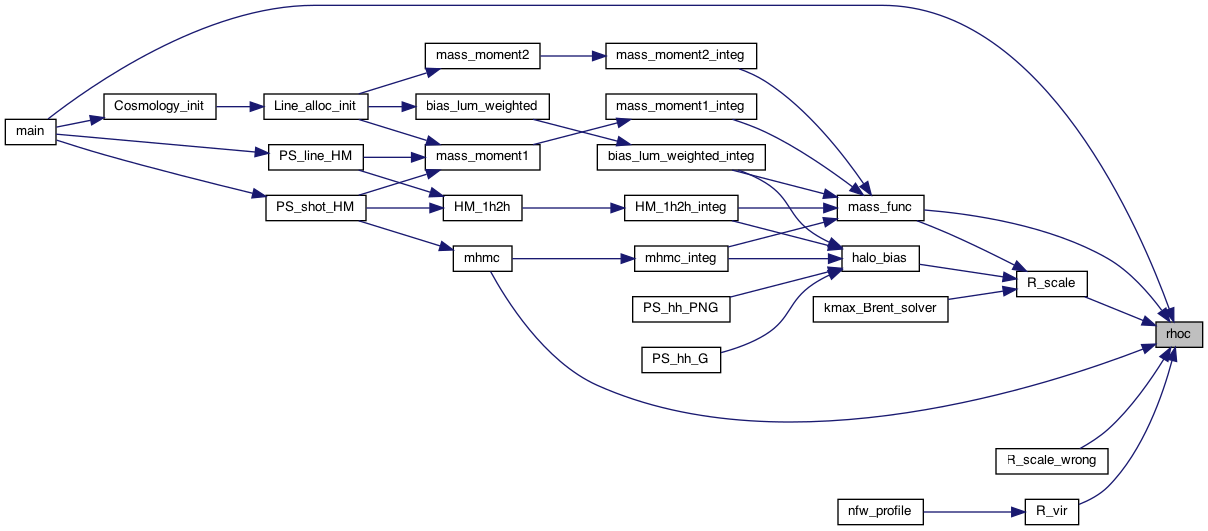 mass_moment2
mass_moment2_integ
Cosmology_init
Line_alloc_init
bias_lum_weighted
mass_moment1_integ
main
PS_line_HM
mass_moment1
bias_lum_weighted_integ
PS_shot_HM
HM_1h2h
HM_1h2h_integ
mass_func
mhmc
mhmc_integ
halo_bias
R_scale
PS_hh_PNG
kmax_Brent_solver
rhoc
PS_hh_G
R_scale_wrong
nfw_profile
R_vir